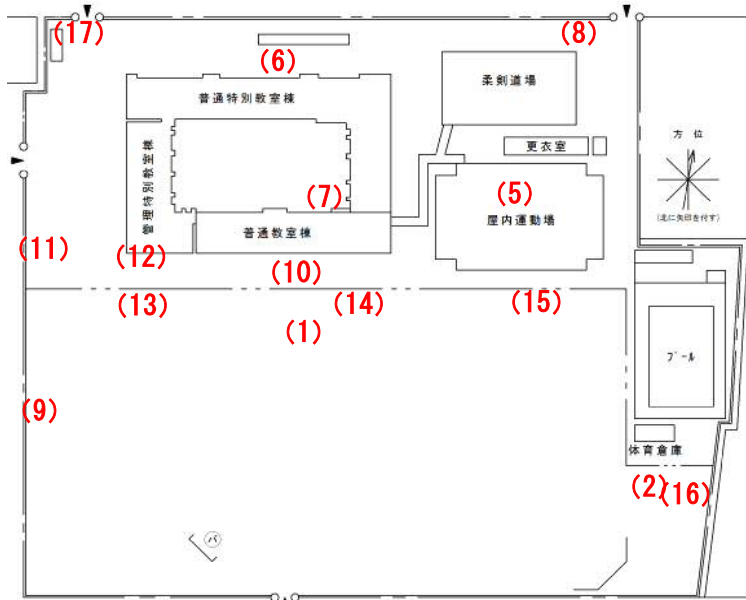 (17)
(8)
(6)
柔剣道場
普通特別教室棟
方位
更衣室
管理特別教室棟
(7)
(5)
屋内運動場
(北に矢印を付す)
普通教室棟
(11)
(12)
(10)
(13)
(14)
(15)
(1)
プール
(9)
体育倉庫
(2)
(16)
バ